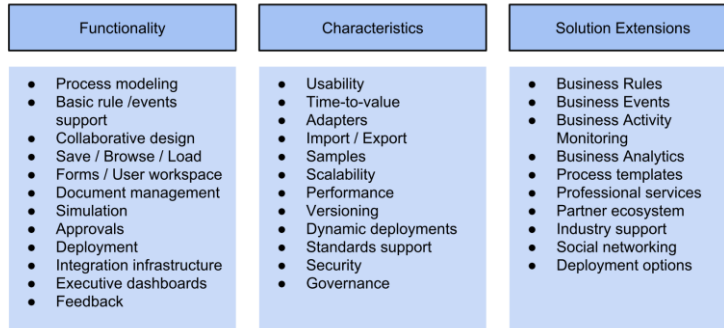 Functionality
● Process modeling
● Basic rule /events
support
● Collaborative design
● Save / Browse / Load
● Forms / User workspace
● Document management
● Simulation
● Approvals
● Deployment
● Integration infrastructure
● Executive dashboards
● Feedback
Characteristics
● Usability
● Time-to-value
● Adapters
● Import / Export
● Samples
● Scalability
● Performance
● Versioning
● Dynamic deployments
● Standards support
● Security
● Governance
Solution Extensions
● Business Rules
● Business Events
● Business Activity
Monitoring
● Business Analytics
● Process templates
● Professional services
● Partner ecosystem
● Industry support
● Social networking
● Deployment options